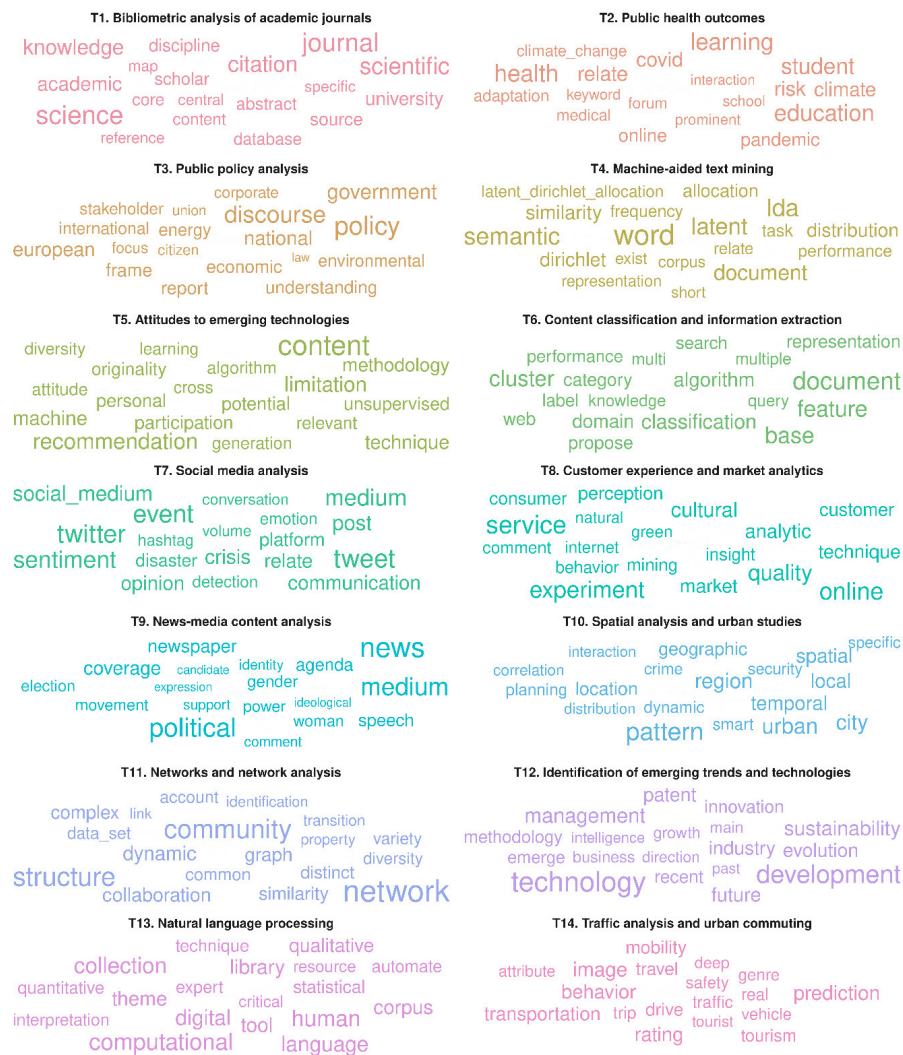 T1. Bibliometric analysis of academic journals
journal
knowledge discipline
map citation scientific
academic scholar specific
core central abstract university
science content source
reference database
T2. Public health outcomes
learning
climate_change covid
health relate student
interaction risk climate
adaptation keyword forum school
medical prominent education
online pandemic
T3. Public policy analysis
corporate government
stakeholder union discourse
international energy policy
national
european focus citizen
frame economic law environmental
report understanding
T4. Machine-aided text mining
latent_dirichlet_allocation allocation
similarity frequency lda
semantic word latent task distribution
relate performance
dirichlet exist corpus
representation document
short
T5. Attitudes to emerging technologies
diversity learning content
originality algorithm methodology
attitude cross limitation
personal potential unsupervised
machine participation relevant
recommendation generation technique
T6. Content classification and information extraction
search representation
performance multi multiple
cluster category algorithm document
label knowledge query feature
web domain classification
propose base
T7. Social media analysis
social_medium conversation medium
event emotion post
twitter hashtag volume platform
sentiment disaster crisis relate tweet
opinion detection communication
T8. Customer experience and market analytics
consumer perception cultural customer
service natural green analytic
comment internet insight technique
behavior mining quality
experiment market online
T9. News-media content analysis
newspaper news
coverage candidate identity agenda
election expression gender medium
movement support power ideological
political woman speech
comment
T10. Spatial analysis and urban studies
interaction geographic spatial specific
correlation crime security
planning location region local
distribution dynamic temporal
pattern smart urban city
T11. Networks and network analysis
account identification
complex link transition
data_set community property variety
dynamic graph diversity
structure common distinct
collaboration similarity network
T12. Identification of emerging trends and technologies
patent innovation
management main sustainability
methodology intelligence growth
emerge business direction industry evolution
technology recent past development
future
T13. Natural language processing
technique qualitative
collection library resource automate
quantitative expert statistical
theme critical corpus
interpretation digital tool human
computational language
T14. Traffic analysis and urban commuting
mobility
attribute image travel deep genre
behavior safety real prediction
transportation trip drive traffic vehicle
tourist
rating tourism